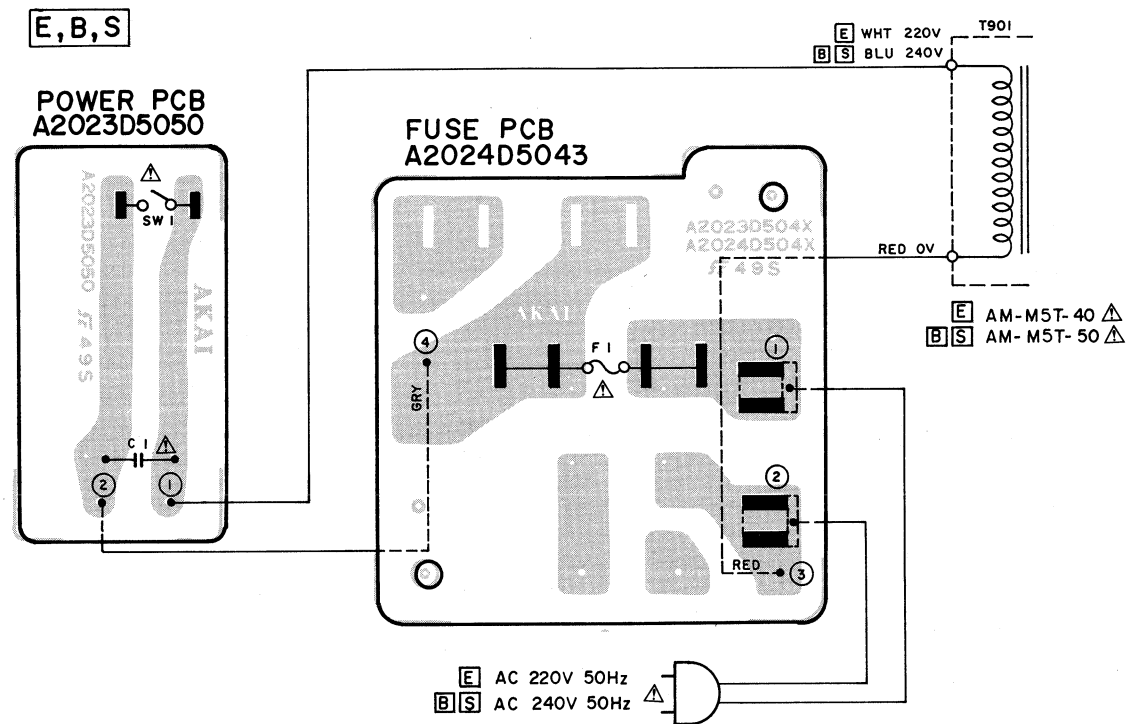 E, B, S
E WHT 220V
B S BLU 240V
T901
POWER PCB
A2023D5050
FUSE PCB
A2024D5043
SW1
A2023D5050
49S
AKAI
C1
2
1
A2023D504X
A2024D504X
49S
RED 0V
E AM-M5T-40
B S AM-M5T-50
AKAI
4
F1
1
GRY
2
RED
3
E AC 220V 50Hz
B S AC 240V 50Hz